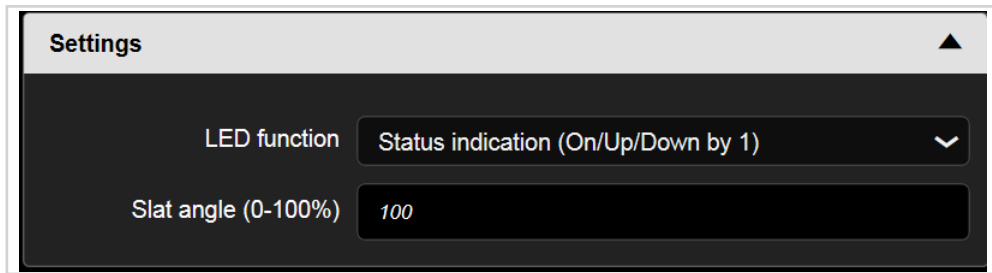 Settings
LED function Status indication (On/Up/Down by 1)
Slat angle (0-100%) 100